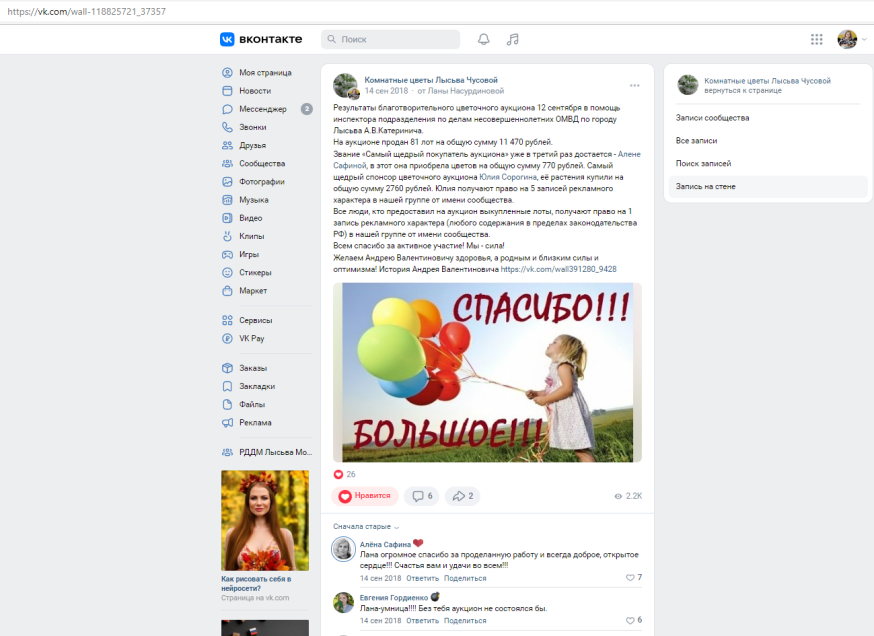 https://vk.com/wall-118825721_37357
вконтакте
Поиск
Моя страница
Новости
Мессенджер 2
Звонки
Друзья
Сообщества
Фотографии
Музыка
Видео
Клипы
Игры
Стикеры
Маркет
Сервисы
VK Pay
Заказы
Закладки
Файлы
Реклама
РДДМ Лысьва Мо...
Как рисовать себя в
нейросети?
Страница на vk.com
Комнатные цветы Лысьва Чусовой
14 сен 2018 · от Ланы Насурдиновой
Результаты благотворительного цветочного аукциона 12 сентября в помощь
инспектора подразделения по делам несовершеннолетних ОМВД по городу
Лысьва А.В.Катеринича.
На аукционе продан 81 лот на общую сумму 11 470 рублей.
Звание «Самый щедрый покупатель аукциона» уже в третий раз достается - Алене
Сафиной, в этот она приобрела цветов на общую сумму 770 рублей. Самый
щедрый спонсор цветочного аукциона Юлия Сорогина, её растения купили на
общую сумму 2760 рублей. Юлия получают право на 5 записей рекламного
характера в нашей группе от имени сообщества.
Все люди, кто предоставил на аукцион выкупленные лоты, получают право на 1
запись рекламного характера (любого содержания в пределах законодательства
РФ) в нашей группе от имени сообщества.
Всем спасибо за активное участие! Мы - сила!
Желаем Андрею Валентиновичу здоровья, а родным и близким силы и
оптимизма! История Андрея Валентиновича https://vk.com/wall391280_9428
СПАСИБО!!!
БОЛЬШОЕ!!!
26
Нравится 6 2 2.2K
Сначала старые
Алёна Сафина
Лана огромное спасибо за проделанную работу и всегда доброе, открытое
сердце!!! Счастья вам и удачи во всем!!!
14 сен 2018 Ответить Поделиться 7
Евгения Гордиенко
Лана-умница!!!! Без тебя аукцион не состоялся бы.
14 сен 2018 Ответить Поделиться 6
Комнатные цветы Лысьва Чусовой
вернуться к странице
Записи сообщества
Все записи
Поиск записей
Запись на стене